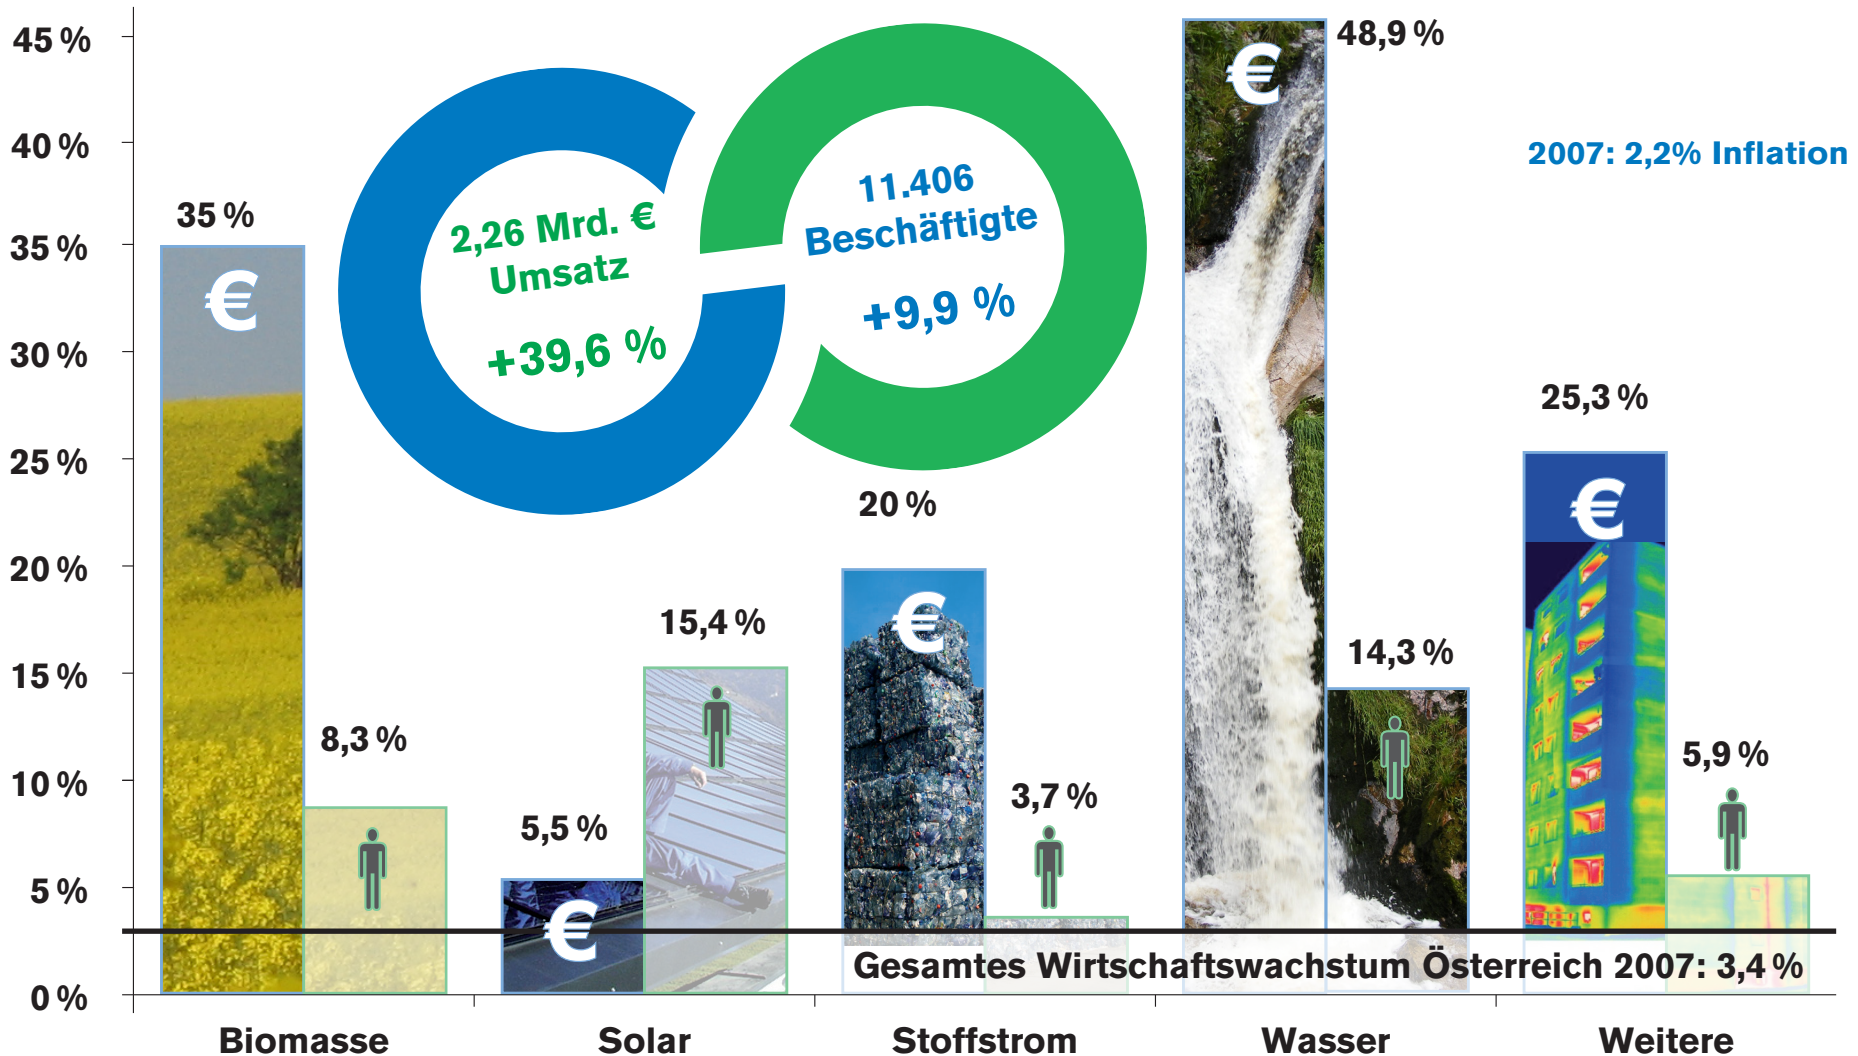 45 %
40 %
35 %
30 %
25 %
20 %
15 %
10 %
5 %
0 %
35 %
€
8,3 %
2,26 Mrd. €
Umsatz
+39,6 %
11.406
Beschäftigte
+9,9 %
5,5 %
€
15,4 %
20 %
€
3,7 %
48,9 %
€
14,3 %
2007: 2,2% Inflation
25,3 %
€
5,9 %
Gesamtes Wirtschaftswachstum Österreich 2007: 3,4 %
Biomasse
Solar
Stoffstrom
Wasser
Weitere